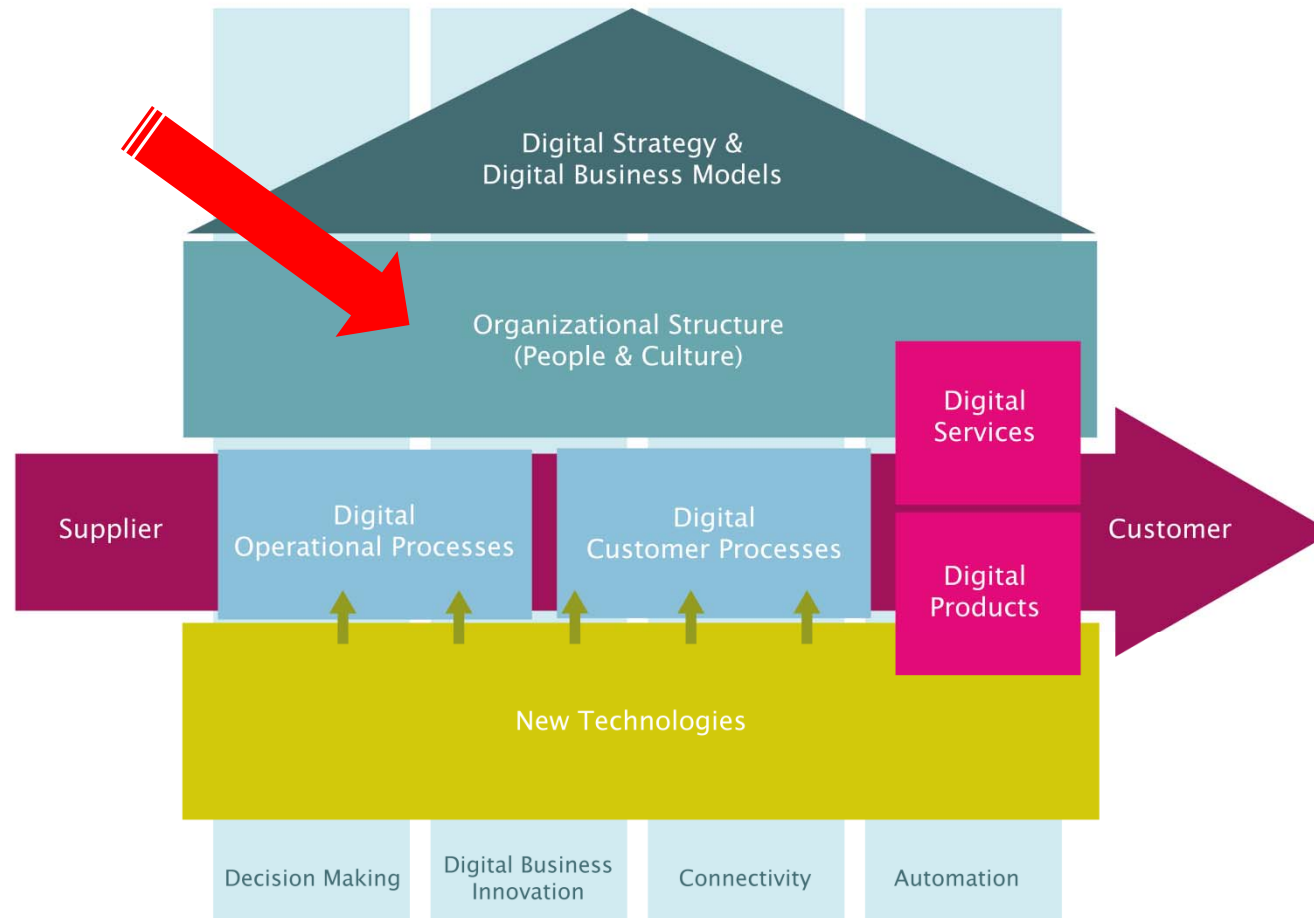 Digital Strategy &
Digital Business Models
Organizational Structure
(People & Culture)
Digital
Services
Supplier
Digital
Operational Processes
Digital
Customer Processes
Customer
Digital
Products
New Technologies
Decision Making
Digital Business
Innovation
Connectivity
Automation